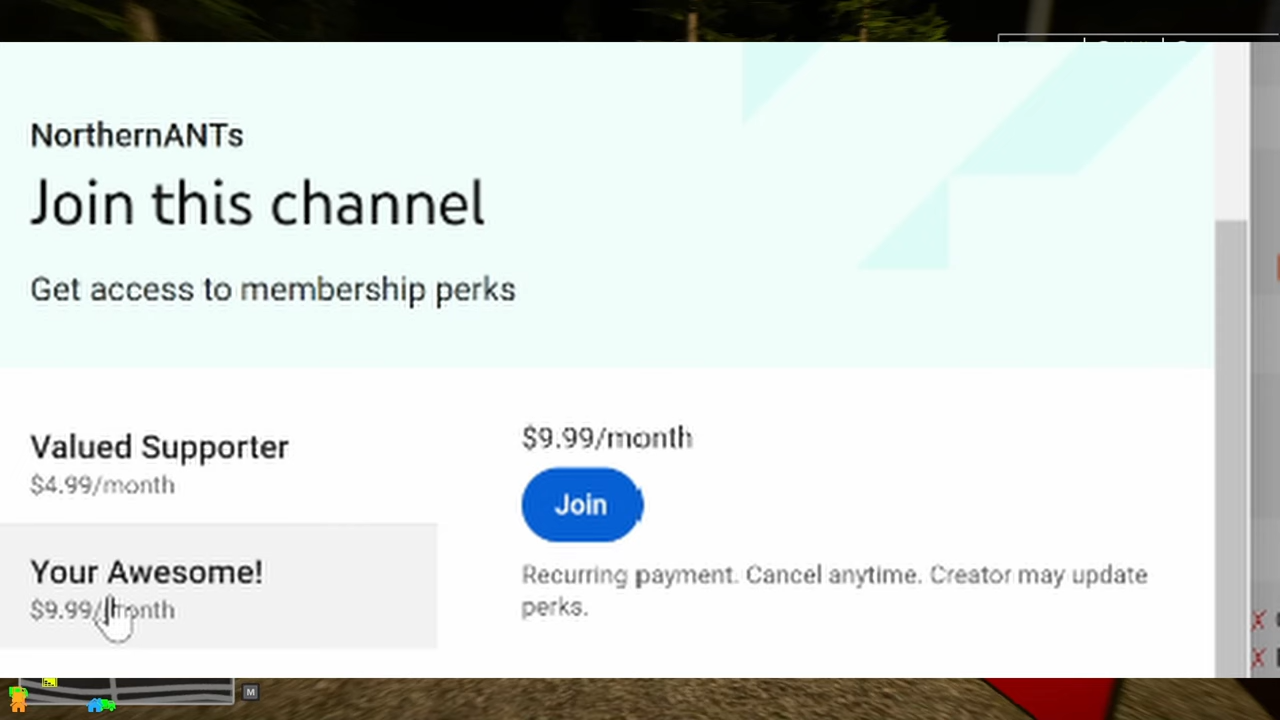 NorthernANTs
Join this channel
Get access to membership perks
Valued Supporter
$4.99/month
$9.99/month
Join
Your Awesome!
$9.99/month
Recurring payment. Cancel anytime. Creator may update
perks.
M